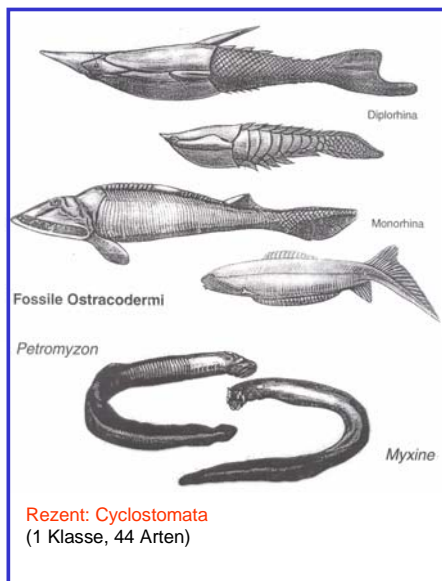 Diplorhina
Monorhina
Fossile Ostracodermi
Petromyzon
Myxine
Rezent: Cyclostomata
(1 Klasse, 44 Arten)